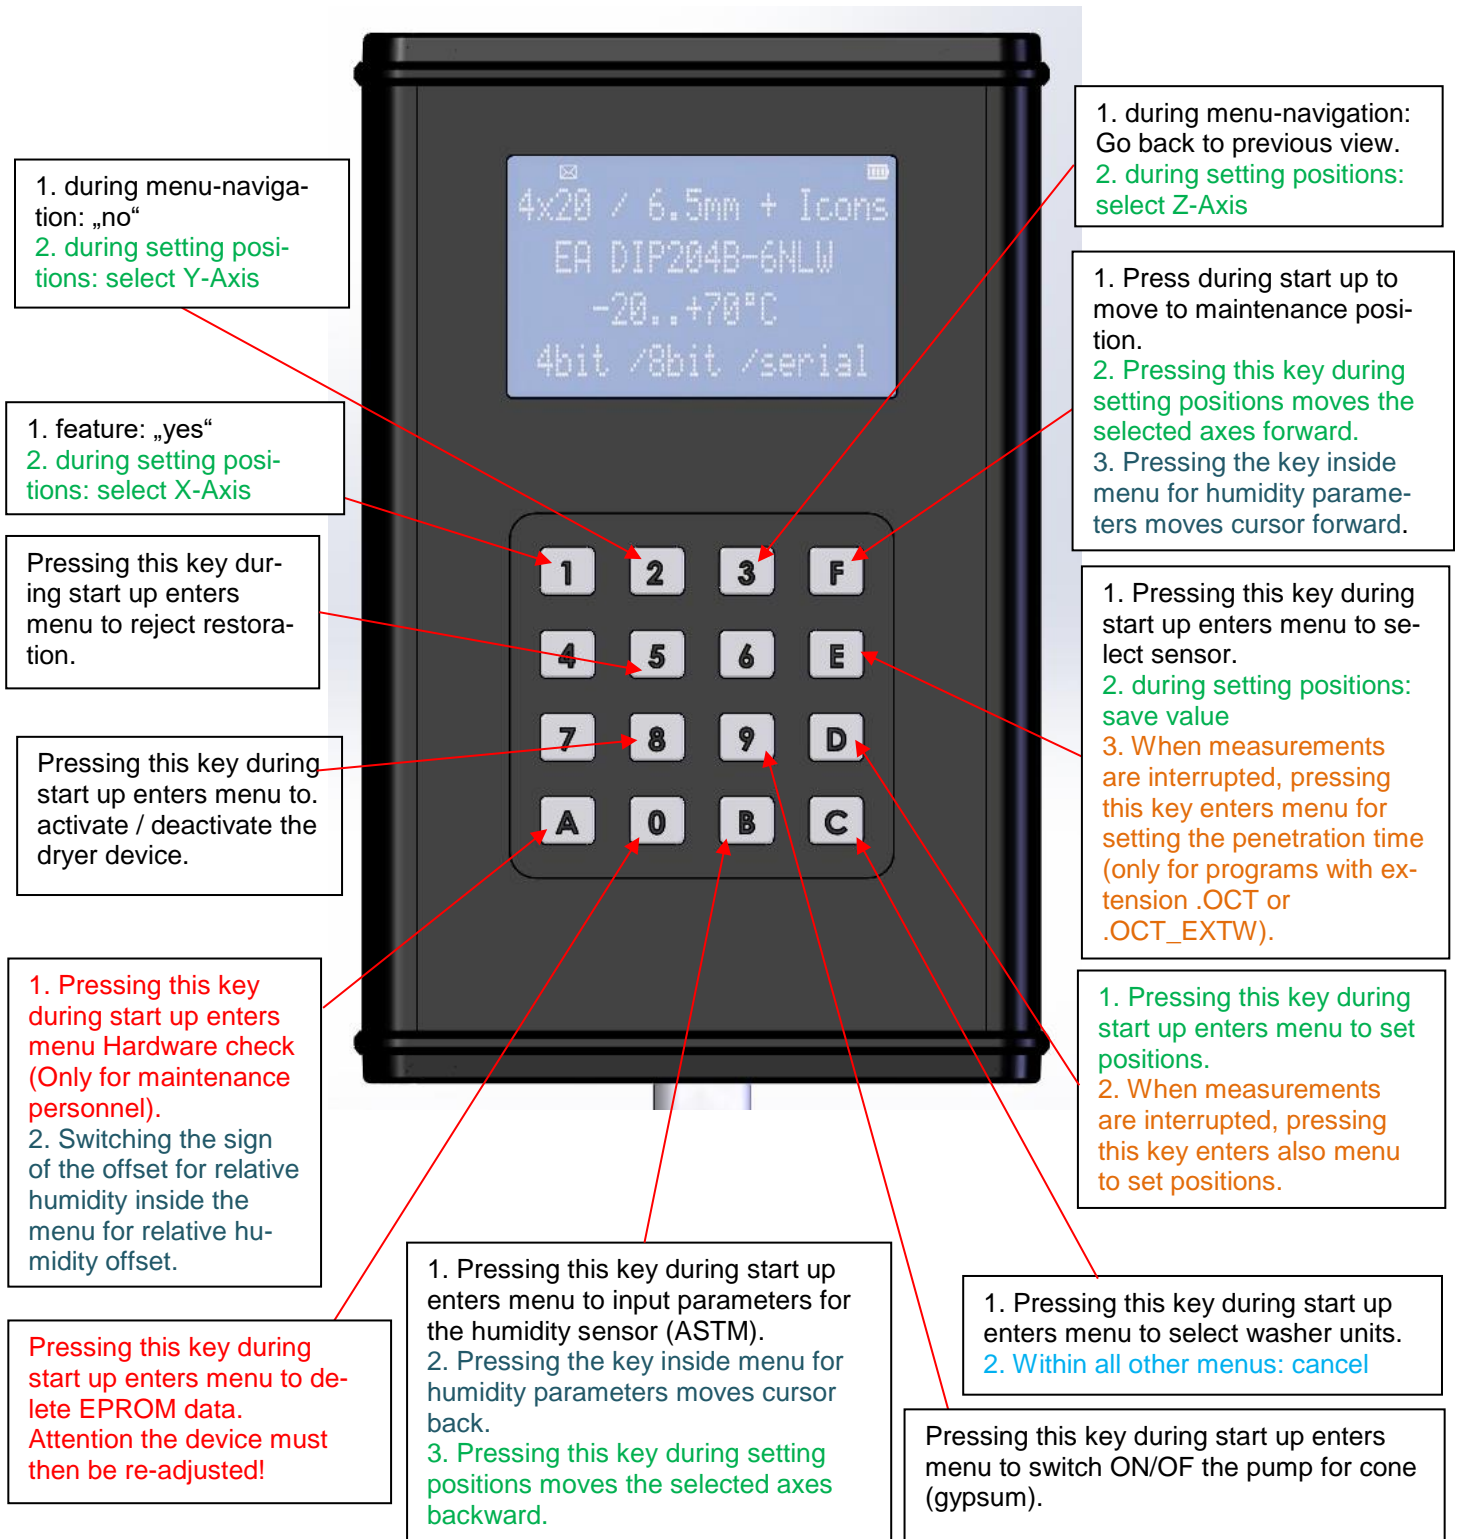 1. during menu-naviga-
tion: „no“
2. during setting posi-
tions: select Y-Axis
1. feature: „yes“
2. during setting posi-
tions: select X-Axis
Pressing this key dur-
ing start up enters
menu to reject restora-
tion.
Pressing this key during
start up enters menu to.
activate / deactivate the
dryer device.
1. Pressing this key
during start up enters
menu Hardware check
(Only for maintenance
personnel).
2. Switching the sign
of the offset for relative
humidity inside the
menu for relative hu-
midity offset.
Pressing this key during
start up enters menu to de-
lete EPROM data.
Attention the device must
then be re-adjusted!
4x20 / 6.5mm + Icons
EA DIP204B-6NLW
-20..+70°C
4bit /8bit /serial
1 2 3 F
4 5 6 E
7 8 9 D
A 0 B C
1. Pressing this key during start up
enters menu to input parameters for
the humidity sensor (ASTM).
2. Pressing the key inside menu for
humidity parameters moves cursor
back.
3. Pressing this key during setting
positions moves the selected axes
backward.
1. during menu-navigation:
Go back to previous view.
2. during setting positions:
select Z-Axis
1. Press during start up to
move to maintenance posi-
tion.
2. Pressing this key during
setting positions moves the
selected axes forward.
3. Pressing the key inside
menu for humidity parame-
ters moves cursor forward.
1. Pressing this key during
start up enters menu to se-
lect sensor.
2. during setting positions:
save value
3. When measurements
are interrupted, pressing
this key enters menu for
setting the penetration time
(only for programs with ex-
tension .OCT or
.OCT_EXTW).
1. Pressing this key during
start up enters menu to set
positions.
2. When measurements
are interrupted, pressing
this key enters also menu
to set positions.
1. Pressing this key during start up
enters menu to select washer units.
2. Within all other menus: cancel
Pressing this key during start up enters
menu to switch ON/OF the pump for cone
(gypsum).